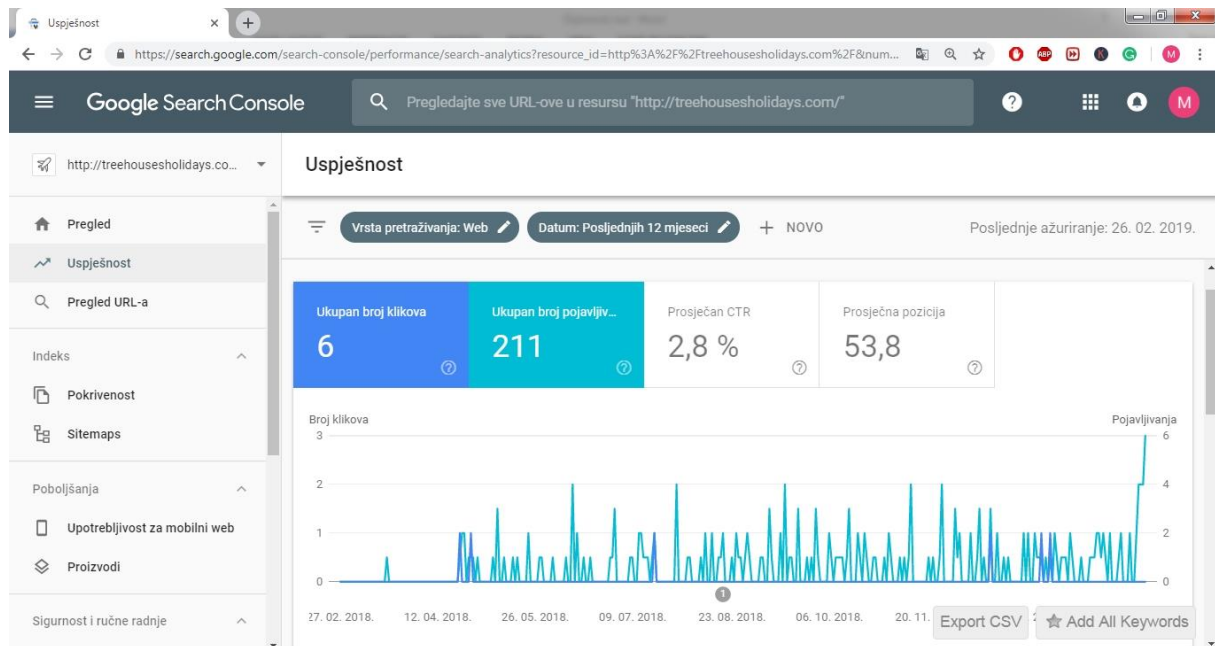 Uspješnost
https://search.google.com/search-console/performance/search-analytics?resource_id=http%3A%2F%2Ftreehousesholidays.com%2F&num...
Google Search Console
Pregledajte sve URL-ove u resursu "http://treehousesholidays.com/"
M
http://treehousesholidays.co...
Uspješnost
Pregled
Uspješnost
Pregled URL-a
Indeks
Pokrivenost
Sitemaps
Poboljšanja
Upotrebljivost za mobilni web
Proizvodi
Sigurnost i ručne radnje
Vrsta pretraživanja: Web
Datum: Posljednjih 12 mjeseci
+ NOVO
Posljednje ažuriranje: 26. 02. 2019.
Ukupan broj klikova
6
Ukupan broj pojavljiv...
211
Prosječan CTR
2,8 %
Prosječna pozicija
53,8
Broj klikova
Pojavljivanja
3
6
2
4
1
2
0
0
1
27. 02. 2018.
12. 04. 2018.
26. 05. 2018.
09. 07. 2018.
23. 08. 2018.
06. 10. 2018.
20. 11.
Export CSV
Add All Keywords